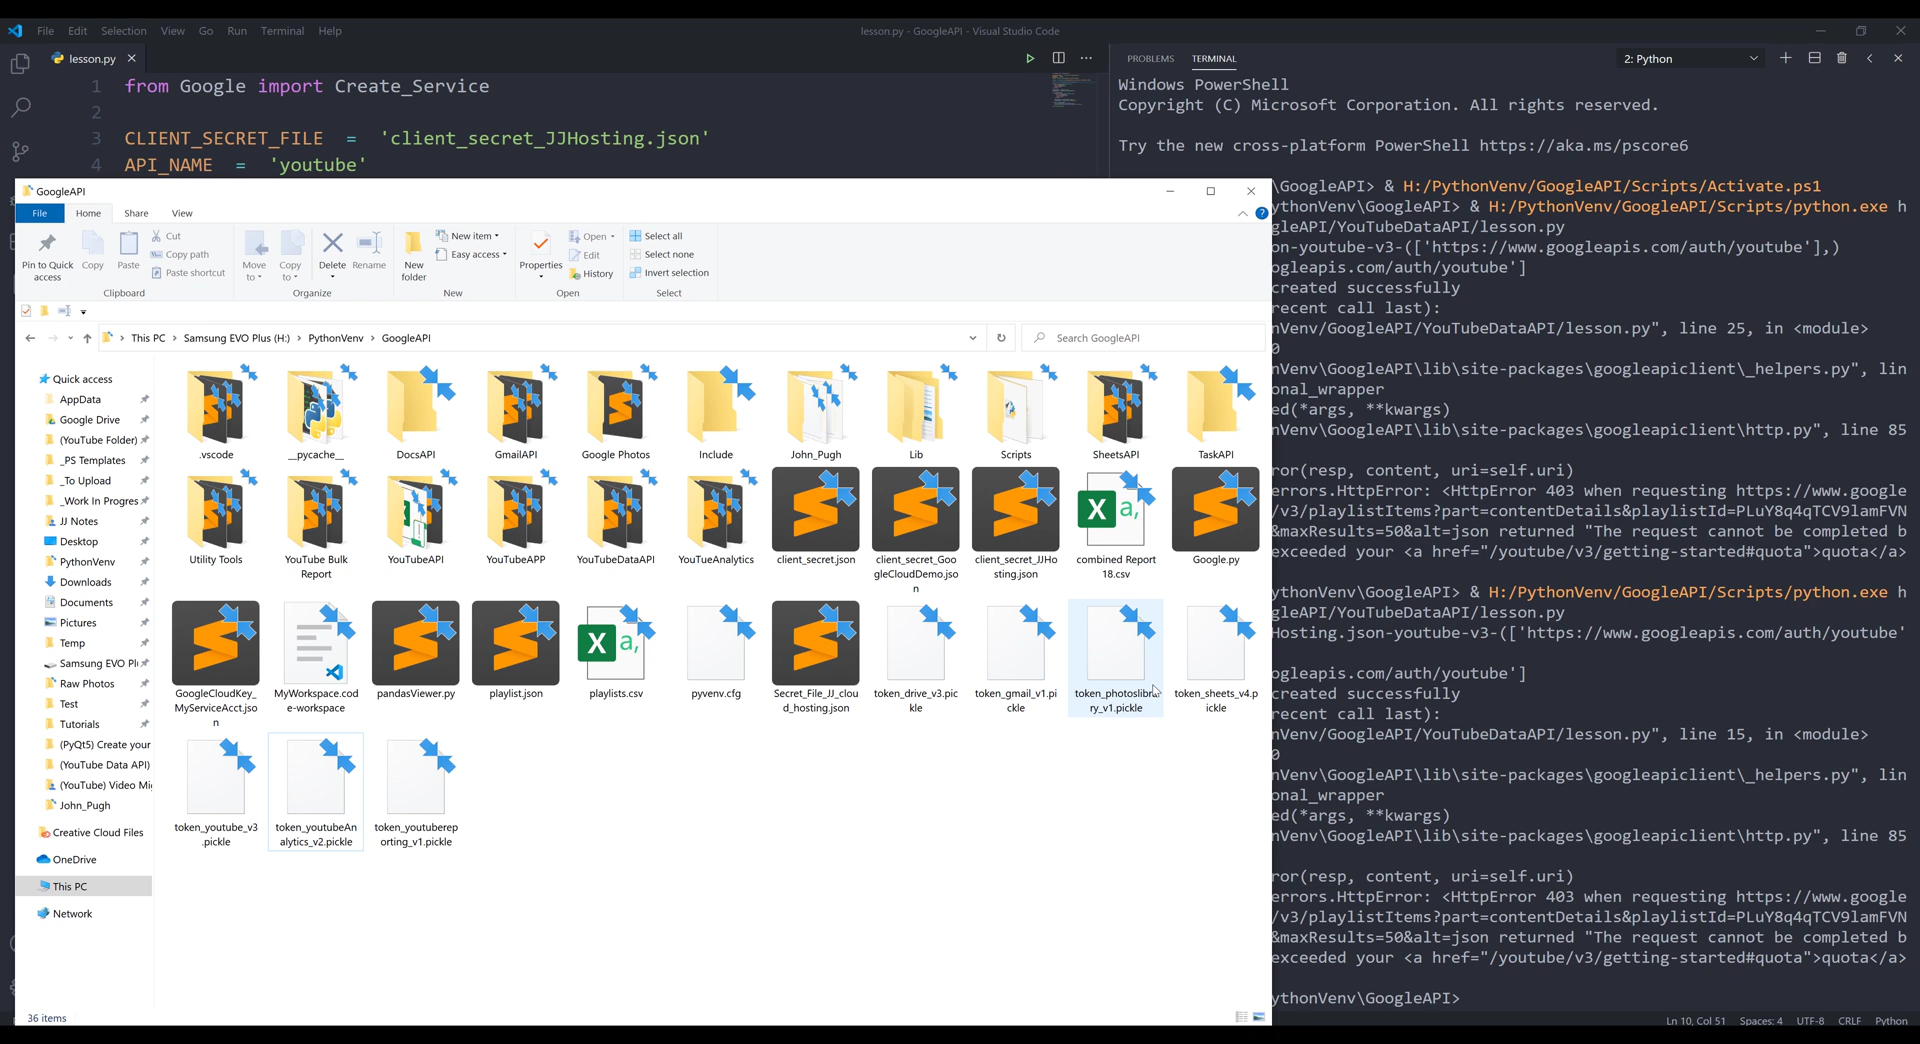 File Edit Selection View Go Run Terminal Help
lesson.py - GoogleAPI - Visual Studio Code
lesson.py
1 from Google import Create_Service
2
3 CLIENT_SECRET_FILE = 'client_secret_JJHosting.json'
4 API_NAME = 'youtube'
PROBLEMS TERMINAL
2: Python
Windows PowerShell
Copyright (C) Microsoft Corporation. All rights reserved.
Try the new cross-platform PowerShell https://aka.ms/pscore6
\GoogleAPI> & H:/PythonVenv/GoogleAPI/Scripts/Activate.ps1
ythonVenv\GoogleAPI> & H:/PythonVenv/GoogleAPI/Scripts/python.exe h
gleAPI/YouTubeDataAPI/lesson.py
on-youtube-v3-(['https://www.googleapis.com/auth/youtube'],)
ogleapis.com/auth/youtube']
created successfully
recent call last):
nVenv/GoogleAPI/YouTubeDataAPI/lesson.py", line 25, in <module>
0
nVenv\GoogleAPI\lib\site-packages\googleapiclient\_helpers.py", lin
onal_wrapper
ed(*args, **kwargs)
nVenv\GoogleAPI\lib\site-packages\googleapiclient\http.py", line 85
ror(resp, content, uri=self.uri)
errors.HttpError: <HttpError 403 when requesting https://www.google
/v3/playlistItems?part=contentDetails&playlistId=PLuY8q4qTCV9lamFVN
&maxResults=50&alt=json returned "The request cannot be completed b
exceeded your <a href="/youtube/v3/getting-started#quota">quota</a>
ythonVenv\GoogleAPI> & H:/PythonVenv/GoogleAPI/Scripts/python.exe h
gleAPI/YouTubeDataAPI/lesson.py
Hosting.json-youtube-v3-(['https://www.googleapis.com/auth/youtube'
ogleapis.com/auth/youtube']
created successfully
recent call last):
nVenv/GoogleAPI/YouTubeDataAPI/lesson.py", line 15, in <module>
0
nVenv\GoogleAPI\lib\site-packages\googleapiclient\_helpers.py", lin
onal_wrapper
ed(*args, **kwargs)
nVenv\GoogleAPI\lib\site-packages\googleapiclient\http.py", line 85
ror(resp, content, uri=self.uri)
errors.HttpError: <HttpError 403 when requesting https://www.google
/v3/playlistItems?part=contentDetails&playlistId=PLuY8q4qTCV9lamFVN
&maxResults=50&alt=json returned "The request cannot be completed b
exceeded your <a href="/youtube/v3/getting-started#quota">quota</a>
ythonVenv\GoogleAPI>
Ln 10, Col 51 Spaces: 4 UTF-8 CRLF Python
GoogleAPI
File Home Share View
Pin to Quick access
Copy
Paste
Cut
Copy path
Paste shortcut
Clipboard
Move to
Copy to
Delete
Rename
Organize
New folder
New item
Easy access
New
Properties
Open
Edit
History
Open
Select all
Select none
Invert selection
Select
This PC > Samsung EVO Plus (H:) > PythonVenv > GoogleAPI
Search GoogleAPI
Quick access
AppData
Google Drive
(YouTube Folder)
_PS Templates
_To Upload
_Work In Progres
JJ Notes
Desktop
PythonVenv
Downloads
Documents
Pictures
Temp
Samsung EVO Pl
Raw Photos
Test
Tutorials
(PyQt5) Create your
(YouTube Data API)
(YouTube) Video Mi
John_Pugh
Creative Cloud Files
OneDrive
This PC
Network
.vscode
__pycache__
DocsAPI
GmailAPI
Google Photos
Include
John_Pugh
Lib
Scripts
SheetsAPI
TaskAPI
Utility Tools
YouTube Bulk Report
YouTubeAPI
YouTubeAPP
YouTubeDataAPI
YouTueAnalytics
client_secret.json
client_secret_GoogleCloudDemo.json
client_secret_JJHosting.json
combined Report 18.csv
Google.py
GoogleCloudKey_MyServiceAcct.json
MyWorkspace.code-workspace
pandasViewer.py
playlist.json
playlists.csv
pyvenv.cfg
Secret_File_JJ_cloud_hosting.json
token_drive_v3.pickle
token_gmail_v1.pickle
token_photoslibrary_v1.pickle
token_sheets_v4.pickle
token_youtube_v3.pickle
token_youtubeAnalytics_v2.pickle
token_youtubereporting_v1.pickle
36 items